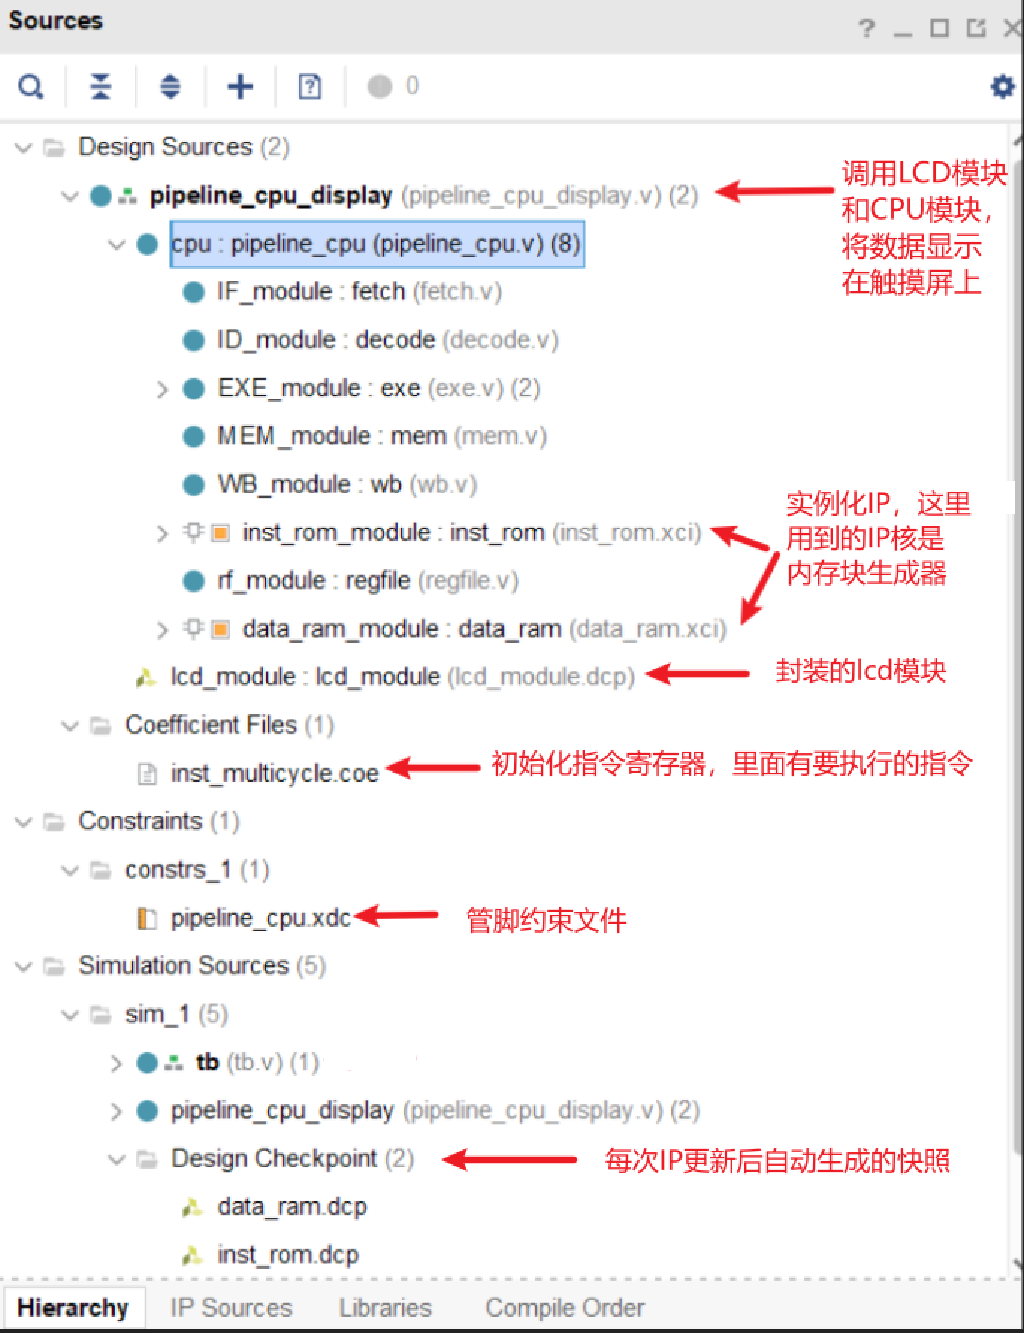 Sources
0
Design Sources (2)
pipeline_cpu_display (pipeline_cpu_display.v) (2)
调用LCD模块
和CPU模块,
将数据显示
在触摸屏上
cpu : pipeline_cpu (pipeline_cpu.v) (8)
IF_module : fetch (fetch.v)
ID_module : decode (decode.v)
EXE_module : exe (exe.v) (2)
MEM_module : mem (mem.v)
WB_module : wb (wb.v)
inst_rom_module : inst_rom (inst_rom.xci)
实例化IP，这里
用到的IP核是
内存块生成器
rf_module : regfile (regfile.v)
data_ram_module : data_ram (data_ram.xci)
lcd_module : lcd_module (lcd_module.dcp)
封装的lcd模块
Coefficient Files (1)
inst_multicycle.coe
初始化指令寄存器，里面有要执行的指令
Constraints (1)
constrs_1 (1)
pipeline_cpu.xdc
管脚约束文件
Simulation Sources (5)
sim_1 (5)
tb (tb.v) (1)
pipeline_cpu_display (pipeline_cpu_display.v) (2)
Design Checkpoint (2)
每次IP更新后自动生成的快照
data_ram.dcp
inst_rom.dcp
Hierarchy IP Sources Libraries Compile Order